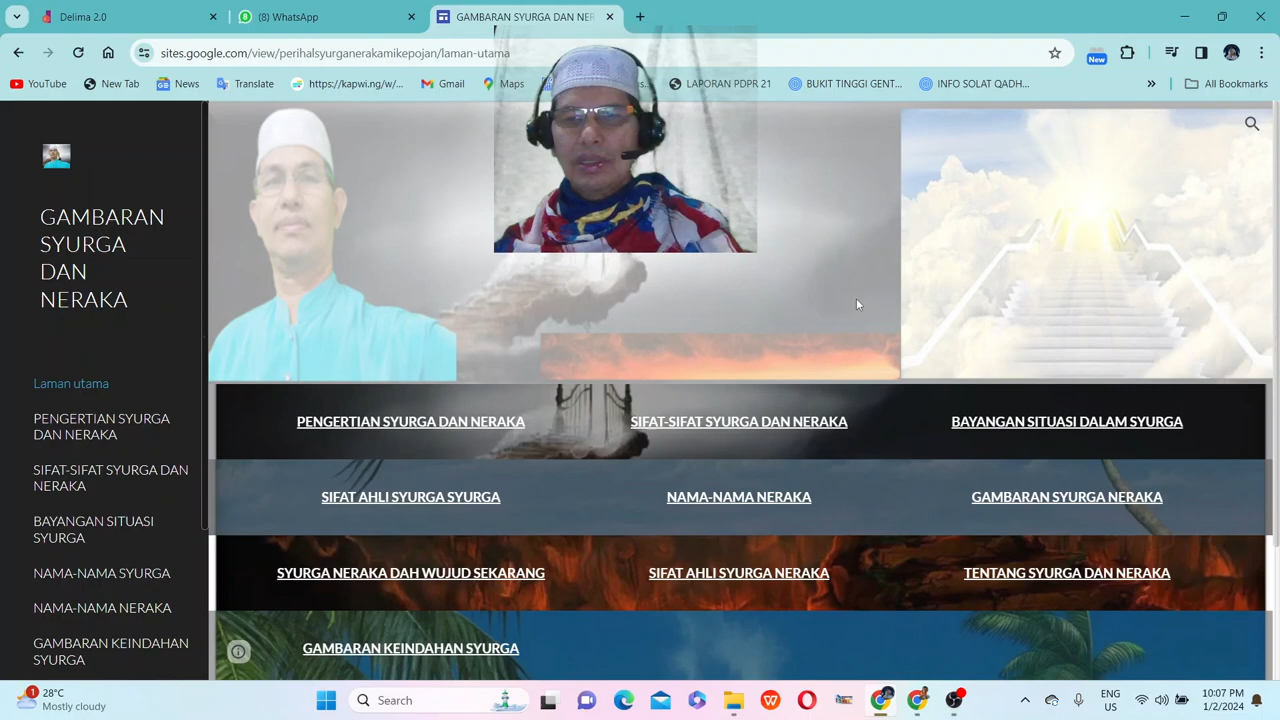 Delima 2.0
(8) WhatsApp
GAMBARAN SYURGA DAN NER
sites.google.com/view/perihalsyurganerakamikepojan/laman-utama
New
YouTube
New Tab
News
Translate
https://kapwi.ng/w/...
Gmail
Maps
LAPORAN PDPR 21
BUKIT TINGGI GENT...
INFO SOLAT QADH...
All Bookmarks
GAMBARAN
SYURGA
DAN
NERAKA
Laman utama
PENGERTIAN SYURGA
DAN NERAKA
SIFAT-SIFAT SYURGA DAN
NERAKA
BAYANGAN SITUASI
SYURGA
NAMA-NAMA SYURGA
NAMA-NAMA NERAKA
GAMBARAN KEINDAHAN
SYURGA
PENGERTIAN SYURGA DAN NERAKA
SIFAT-SIFAT SYURGA DAN NERAKA
BAYANGAN SITUASI DALAM SYURGA
SIFAT AHLI SYURGA SYURGA
NAMA-NAMA NERAKA
GAMBARAN SYURGA NERAKA
SYURGA NERAKA DAH WUJUD SEKARANG
SIFAT AHLI SYURGA NERAKA
TENTANG SYURGA DAN NERAKA
GAMBARAN KEINDAHAN SYURGA
1
28°C
Mostly cloudy
Search
ENG
US
10:07 PM
1/2/2024